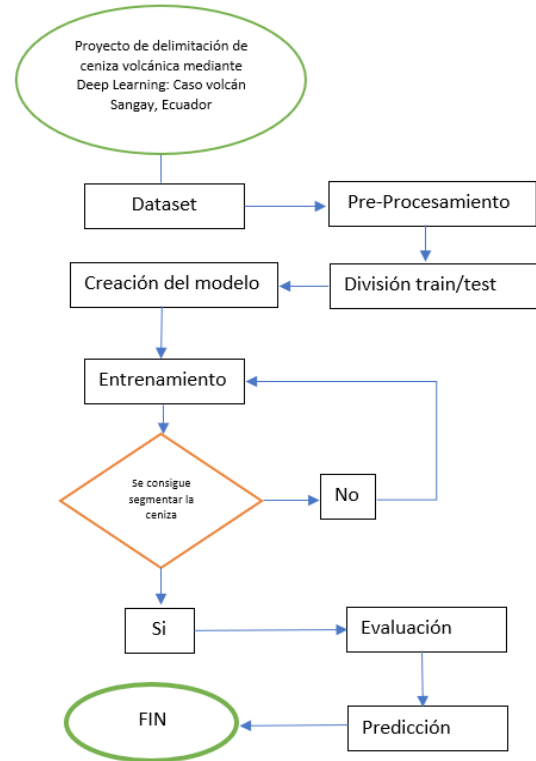 Proyecto de delimitación de
ceniza volcánica mediante
Deep Learning: Caso volcán
Sangay, Ecuador
Dataset
Pre-Procesamiento
Creación del modelo
División train/test
Entrenamiento
Se consigue
segmentar la
ceniza
No
Si
Evaluación
FIN
Predicción